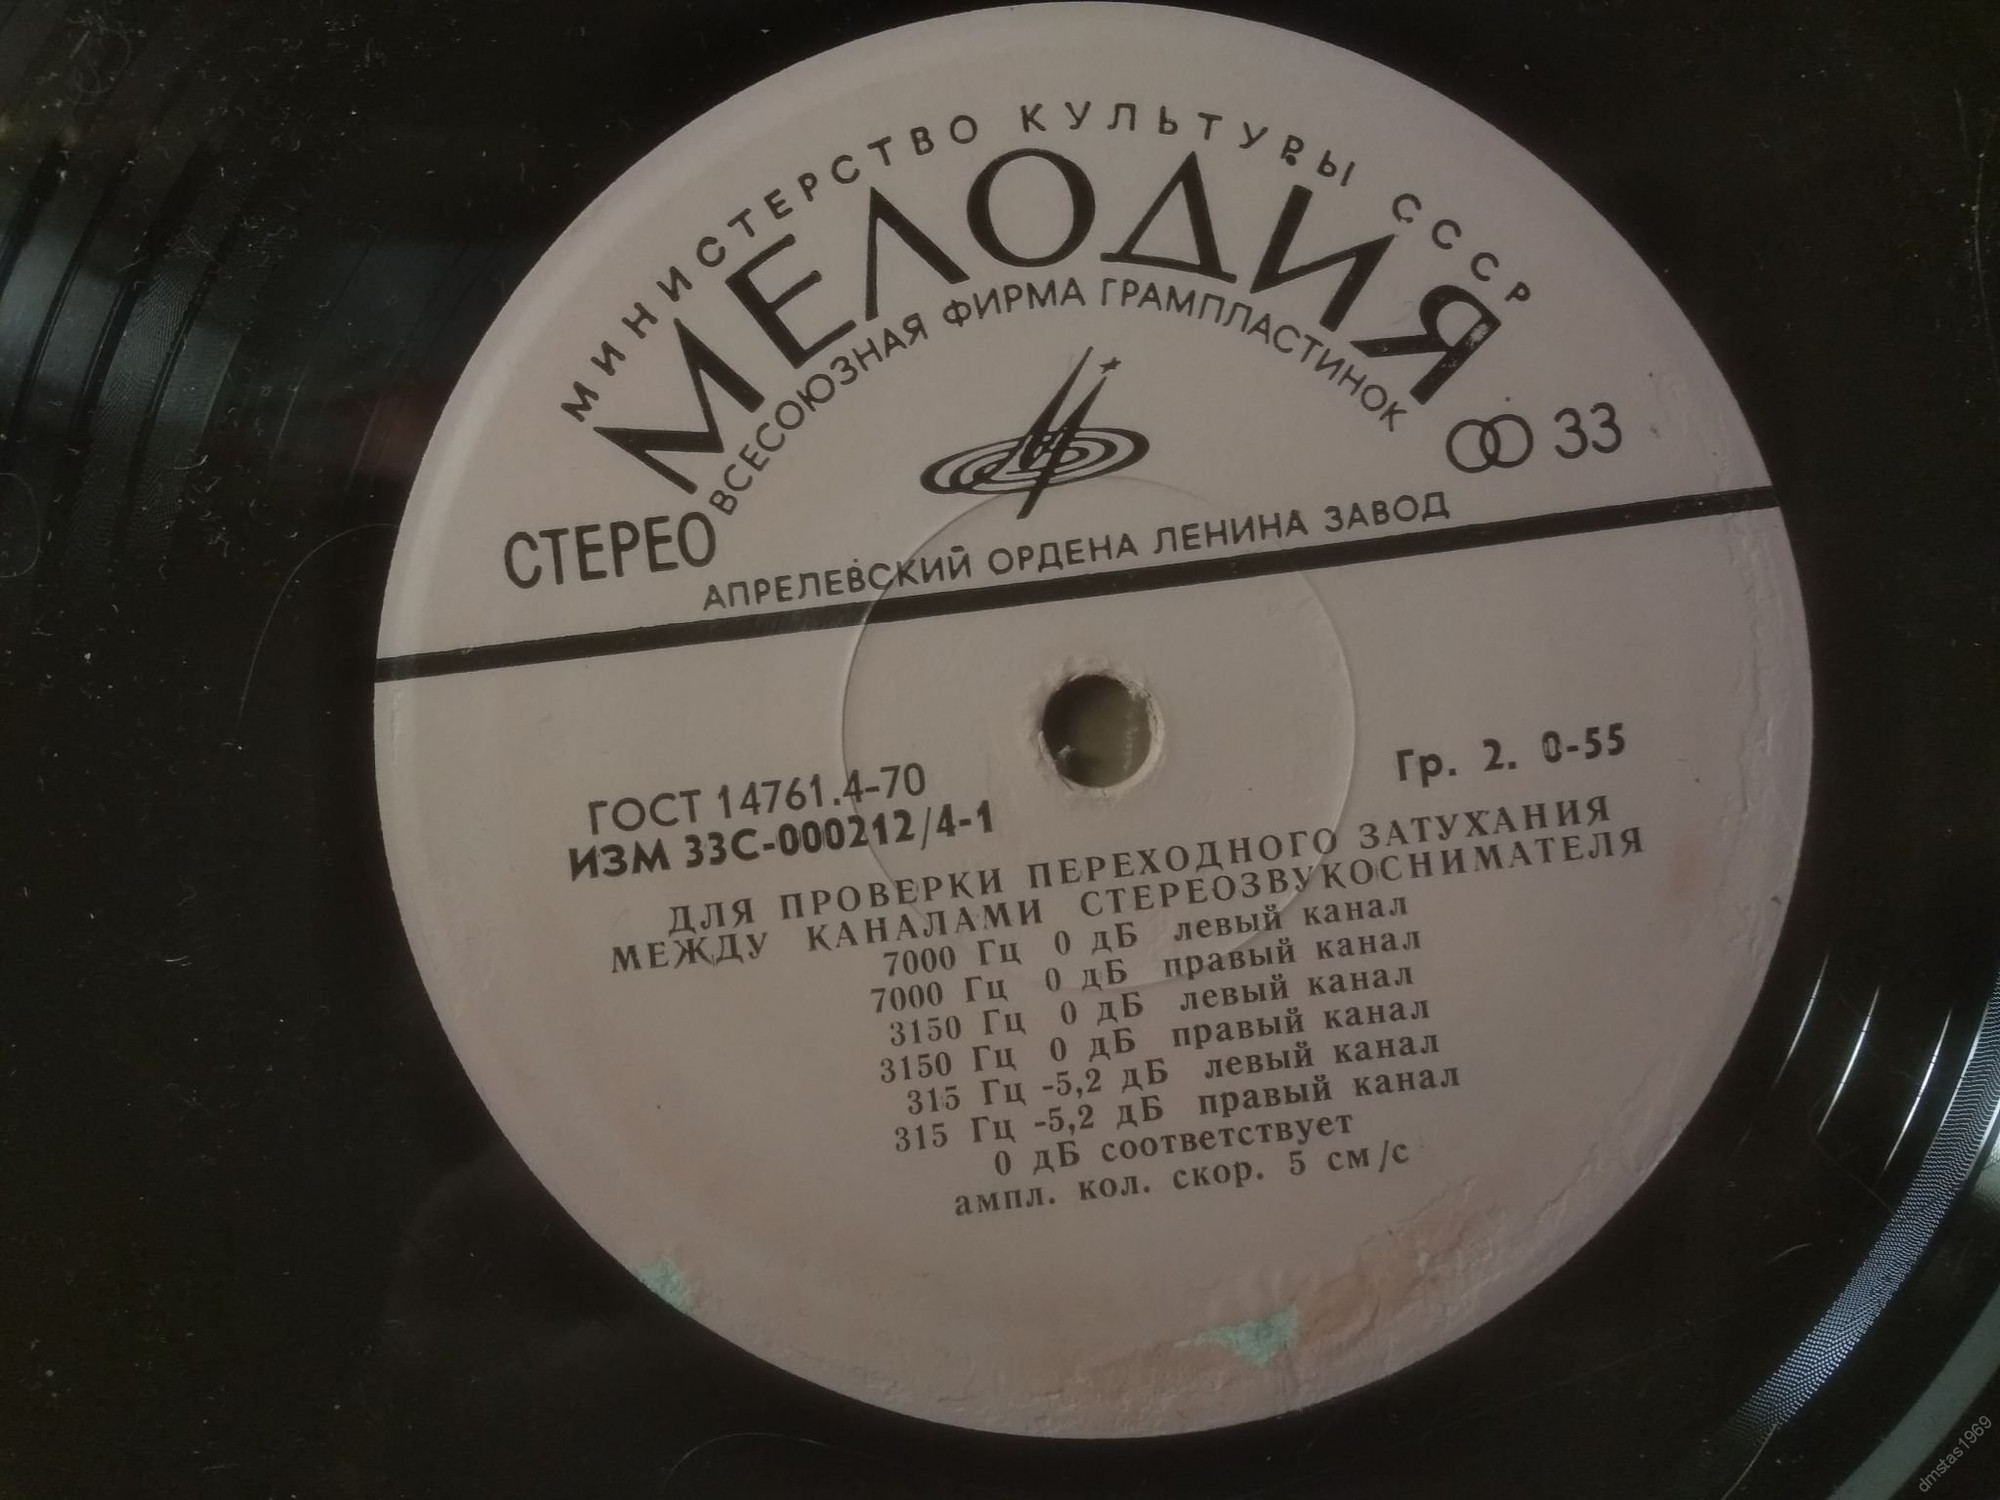 МИНИСТЕРСТВО КУЛЬТУРЫ СССР
МЕЛОДИЯ
ВСЕСОЮЗНАЯ ФИРМА ГРАМПЛАСТИНОК
СТЕРЕО
33
АПРЕЛЕВСКИЙ ОРДЕНА ЛЕНИНА ЗАВОД
ГОСТ 14761.4-70
Гр. 2. 0-55
ИЗМ 33С-000212/4-1
ДЛЯ ПРОВЕРКИ ПЕРЕХОДНОГО ЗАТУХАНИЯ
МЕЖДУ КАНАЛАМИ СТЕРЕОЗВУКОСНИМАТЕЛЯ
7000 Гц 0 дБ левый канал
7000 Гц 0 дБ правый канал
3150 Гц 0 дБ левый канал
3150 Гц 0 дБ правый канал
315 Гц -5,2 дБ левый канал
315 Гц -5,2 дБ правый канал
0 дБ соответствует
ампл. кол. скор. 5 см/с
dmstas1969